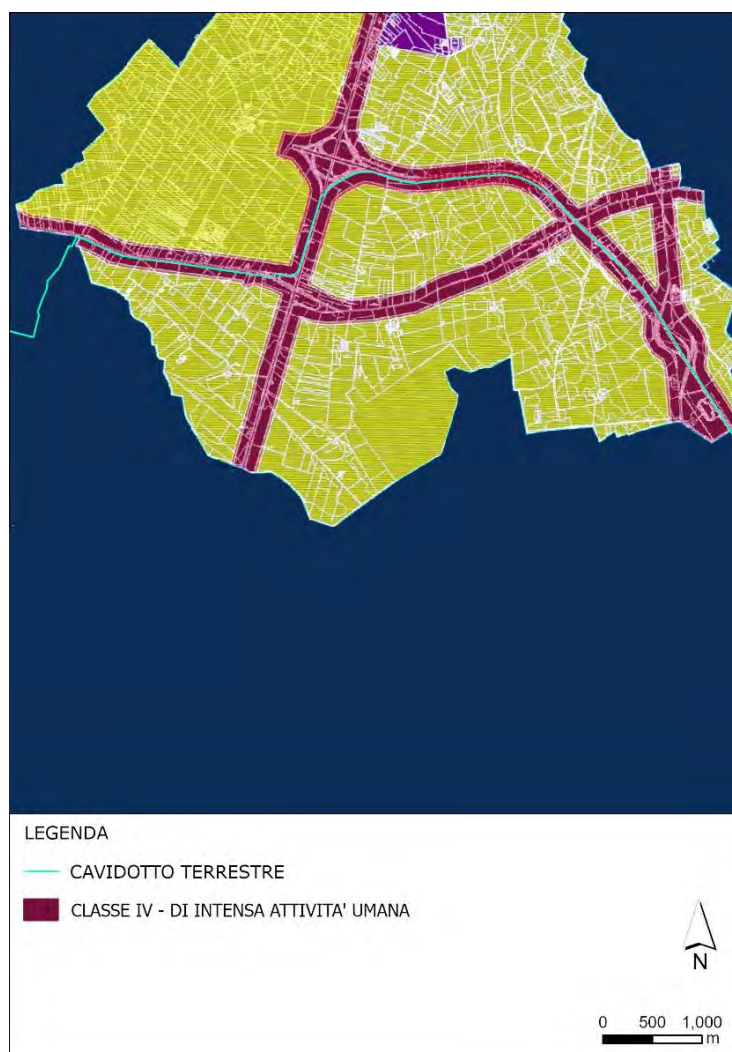 LEGENDA
CAVIDOTTO TERRESTRE
CLASSE IV - DI INTENSA ATTIVITA' UMANA
N
0 500 1,000
m